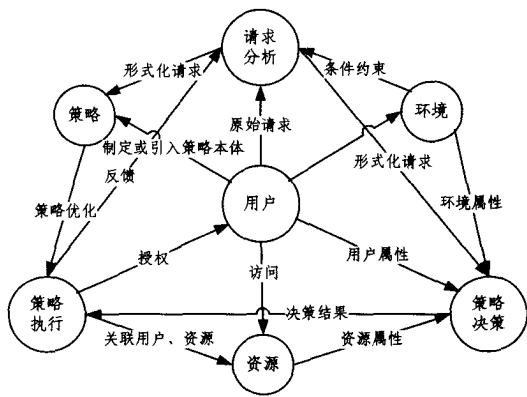 请求
分析
形式化请求
条件约束
策略
环境
原始请求
制定或引入策略本体
形式化请求
反馈
用户
策略优化
环境属性
授权
用户属性
访问
策略
执行
决策结果
策略
决策
关联用户、资源
资源属性
资源